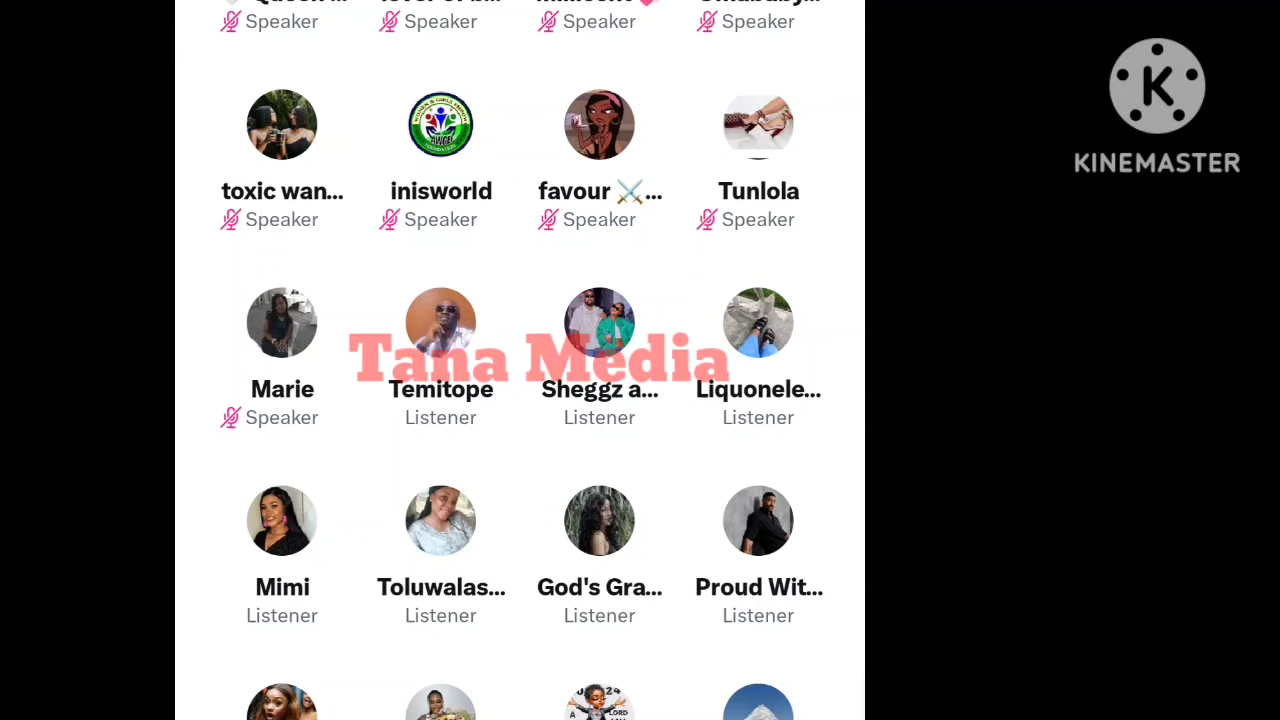 Speaker Speaker Speaker Speaker
K
KINEMASTER
toxic wan... inisworld favour ⚔️... Tunlola
Speaker Speaker Speaker Speaker
Tana Media
Marie Temitope Sheggz a... Liquonele...
Speaker Listener Listener Listener
Mimi Toluwalas... God's Gra... Proud Wit...
Listener Listener Listener Listener